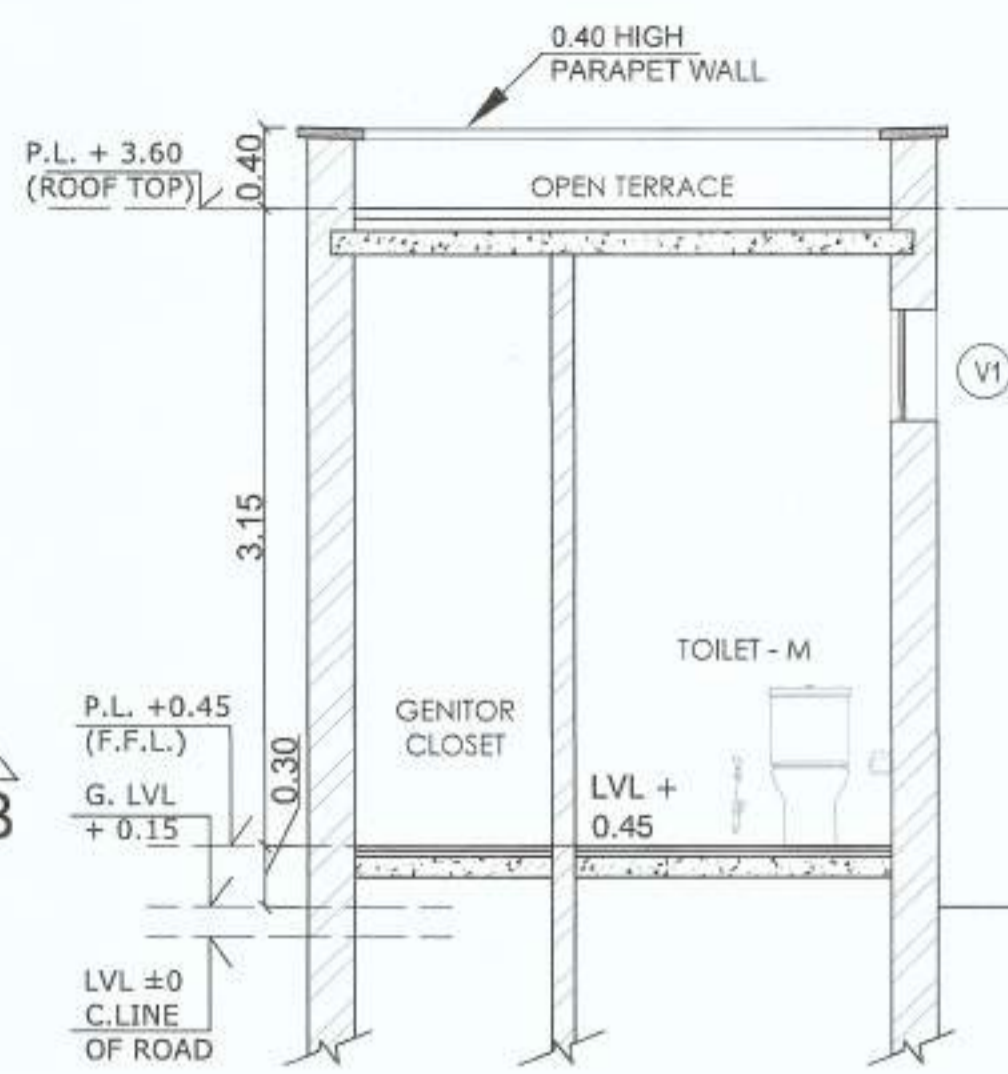 0.40 HIGH
PARAPET WALL
P.L. + 3.60
(ROOF TOP)
0.40
OPEN TERRACE
V1
3.15
TOILET - M
P.L. +0.45
(F.F.L.)
GENITOR
CLOSET
0.30
LVL +
0.45
G. LVL
+ 0.15
LVL ±0
C.LINE
OF ROAD